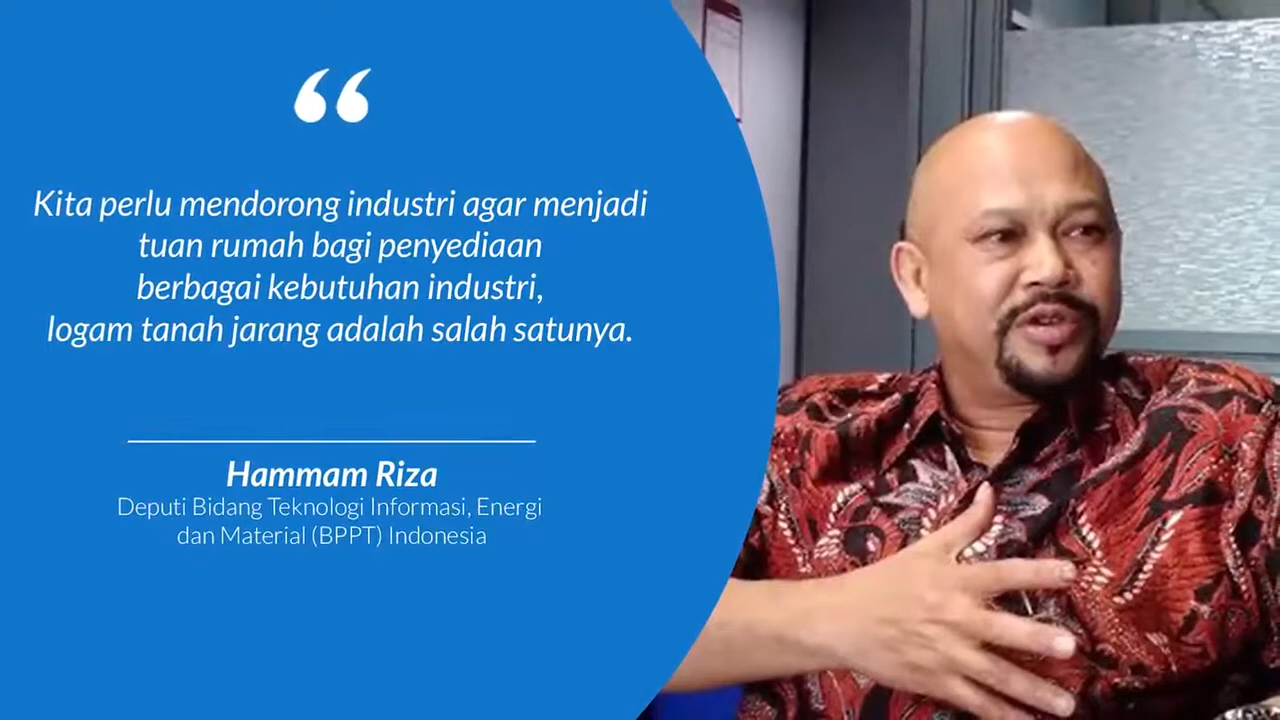 “
Kita perlu mendorong industri agar menjadi
tuan rumah bagi penyediaan
berbagai kebutuhan industri,
logam tanah jarang adalah salah satunya.
Hammam Riza
Deputi Bidang Teknologi Informasi, Energi
dan Material (BPPT) Indonesia